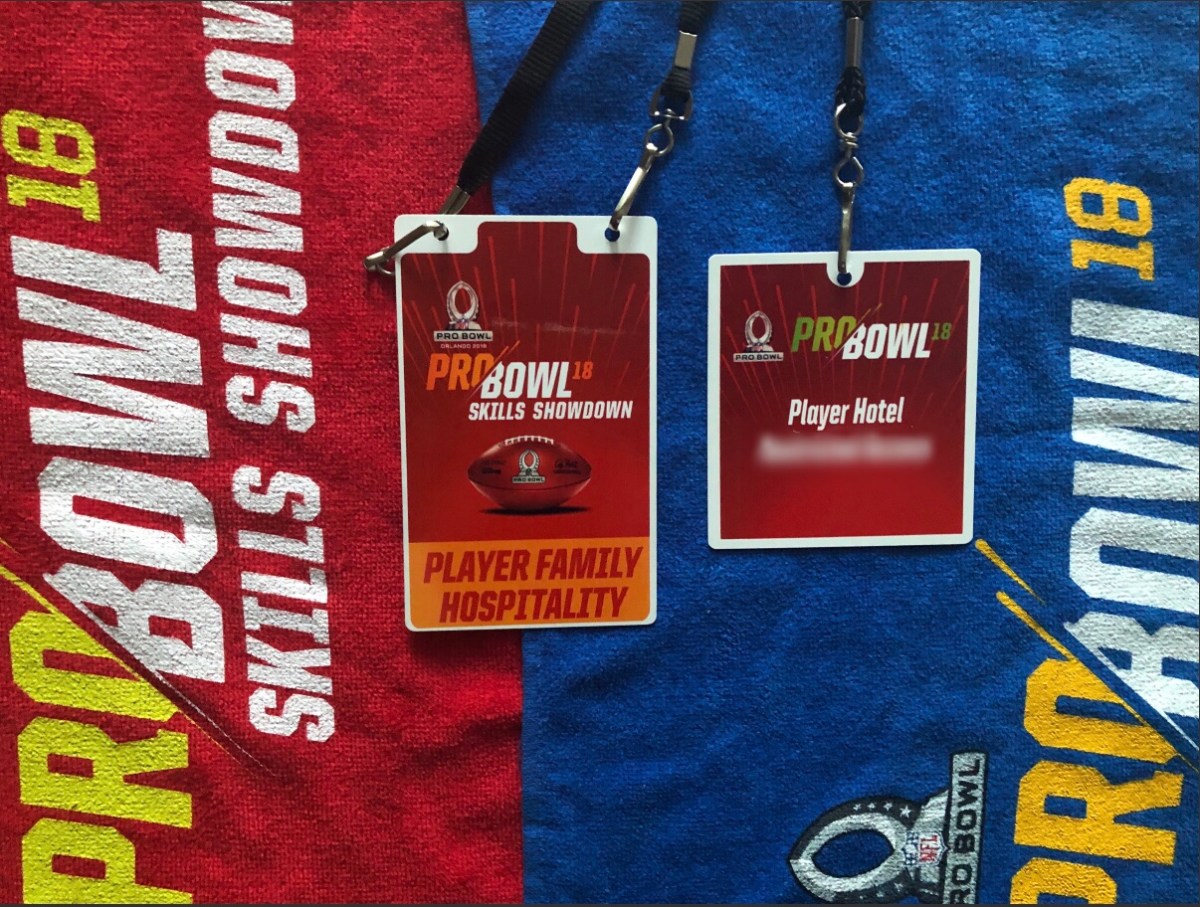 PRO BOWL 18
SKILLS SHOWDOWN
PRO BOWL
ORLANDO 2018
PRO BOWL 18
SKILLS SHOWDOWN
PRO BOWL
PLAYER FAMILY
HOSPITALITY
PRO BOWL
PRO BOWL 18
Player Hotel
PRO BOWL 18
NFL
PRO BOWL